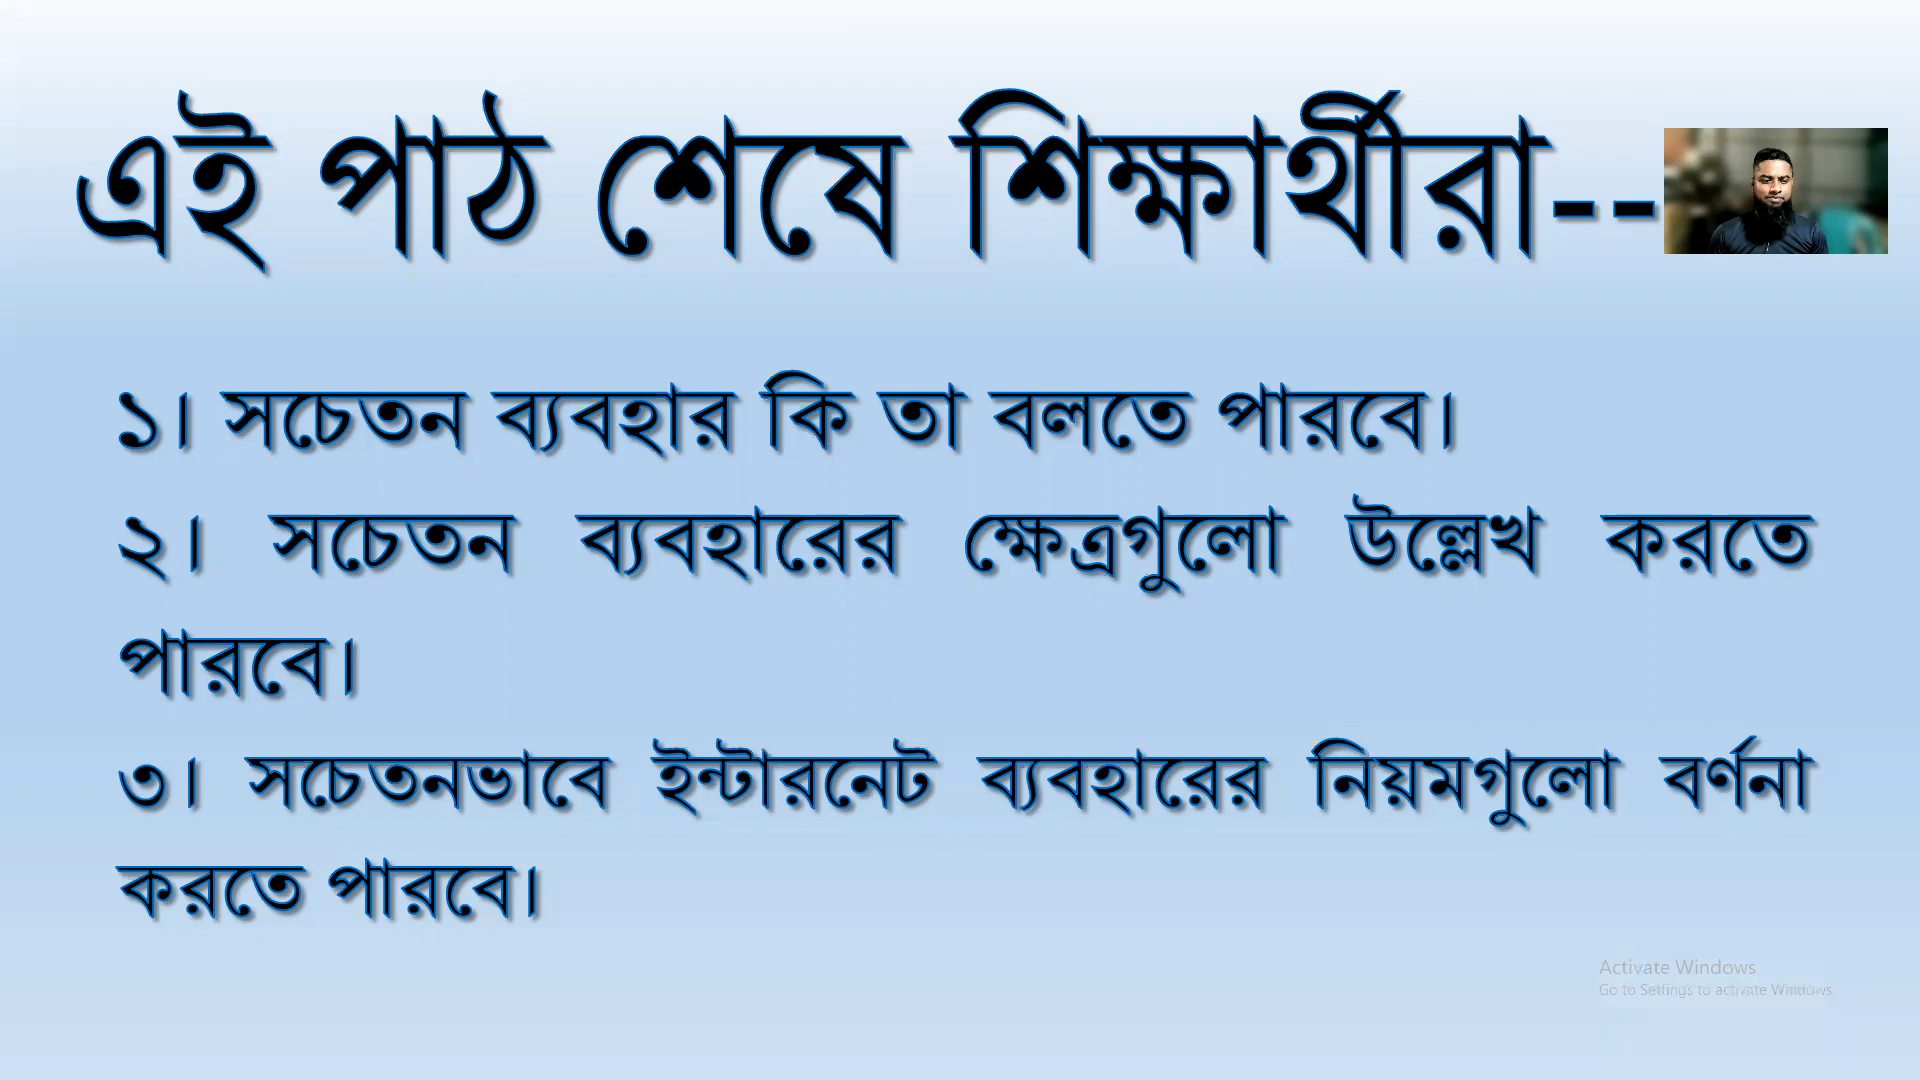 এই পাঠ শেষে শিক্ষার্থীরা--
১। সচেতন ব্যবহার কি তা বলতে পারবে।
২। সচেতন ব্যবহারের ক্ষেত্রগুলো উল্লেখ করতে
পারবে।
৩। সচেতনভাবে ইন্টারনেট ব্যবহারের নিয়মগুলো বর্ণনা
করতে পারবে।
Activate Windows
Go to Settings to activate Windows.